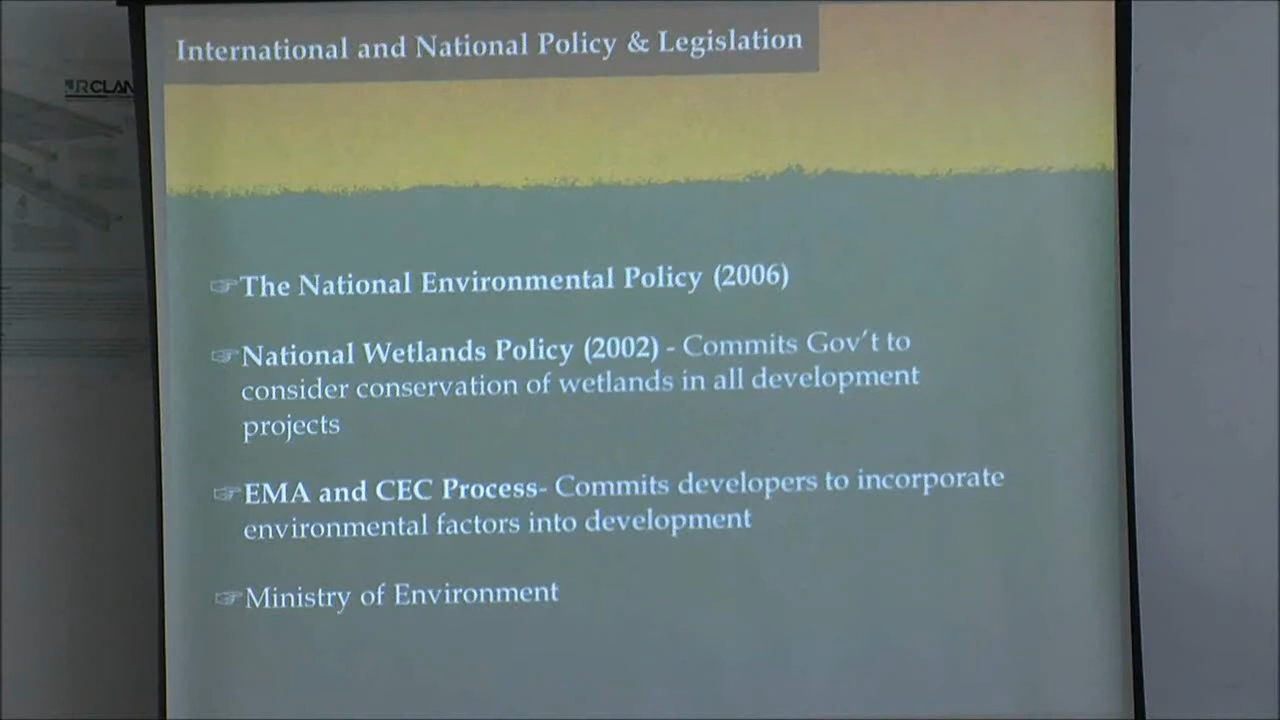 International and National Policy & Legislation
RCLAN
☞The National Environmental Policy (2006)
☞National Wetlands Policy (2002) - Commits Gov't to
consider conservation of wetlands in all development
projects
☞EMA and CEC Process- Commits developers to incorporate
environmental factors into development
☞Ministry of Environment